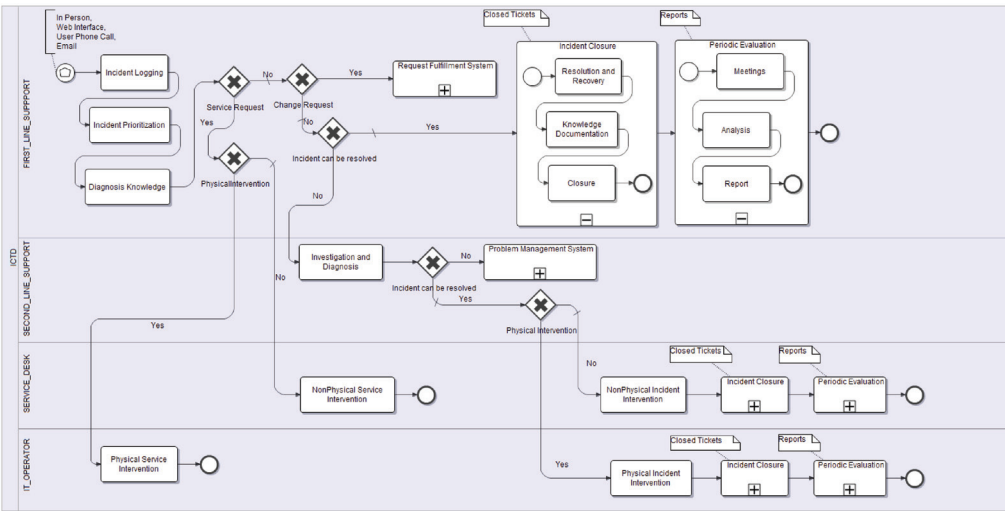 In Person,
Web Interface,
User Phone Call,
Email
Closed Tickets
Reports
Incident Logging
Incident Prioritization
Diagnosis Knowledge
Service Request
No
Yes
Change Request
Yes
No
Request Fulfillment System
PhysicalIntervention
Incident can be resolved
Yes
No
Incident Closure
Resolution and
Recovery
Knowledge
Documentation
Closure
Periodic Evaluation
Meetings
Analysis
Report
FIRST_LINE_SUPPPORT
ICTD
SECOND_LINE_SUPPORT
Investigation and
Diagnosis
Incident can be resolved
No
Yes
Problem Management System
Physical Intervention
No
Yes
No
SERVICE_DESK
NonPhysical Service
Intervention
NonPhysical Incident
Intervention
Closed Tickets
Incident Closure
Reports
Periodic Evaluation
IT_OPERATOR
Physical Service
Intervention
Yes
Physical Incident
Intervention
Closed Tickets
Incident Closure
Reports
Periodic Evaluation